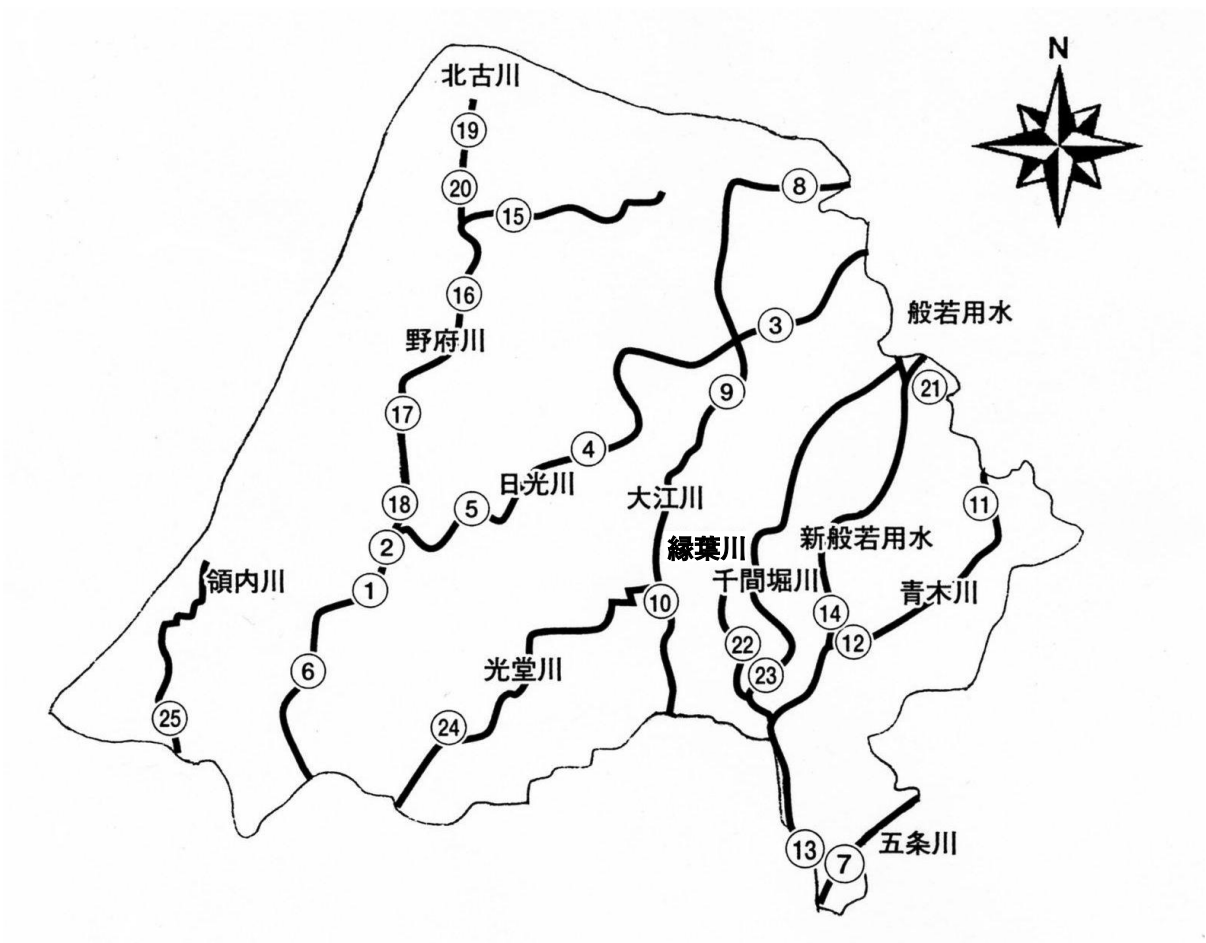 N
北古川
⑲
⑳
⑧
⑮
⑯
③
般若用水
野府川
⑨
㉑
⑰
④
日光川
大江川
⑱
⑤
⑪
②
縁葉川
新般若用水
領内川
①
千間堀川
青木川
⑩
⑭
⑥
光堂川
㉒
⑫
㉓
㉕
㉔
⑬
⑦
五条川